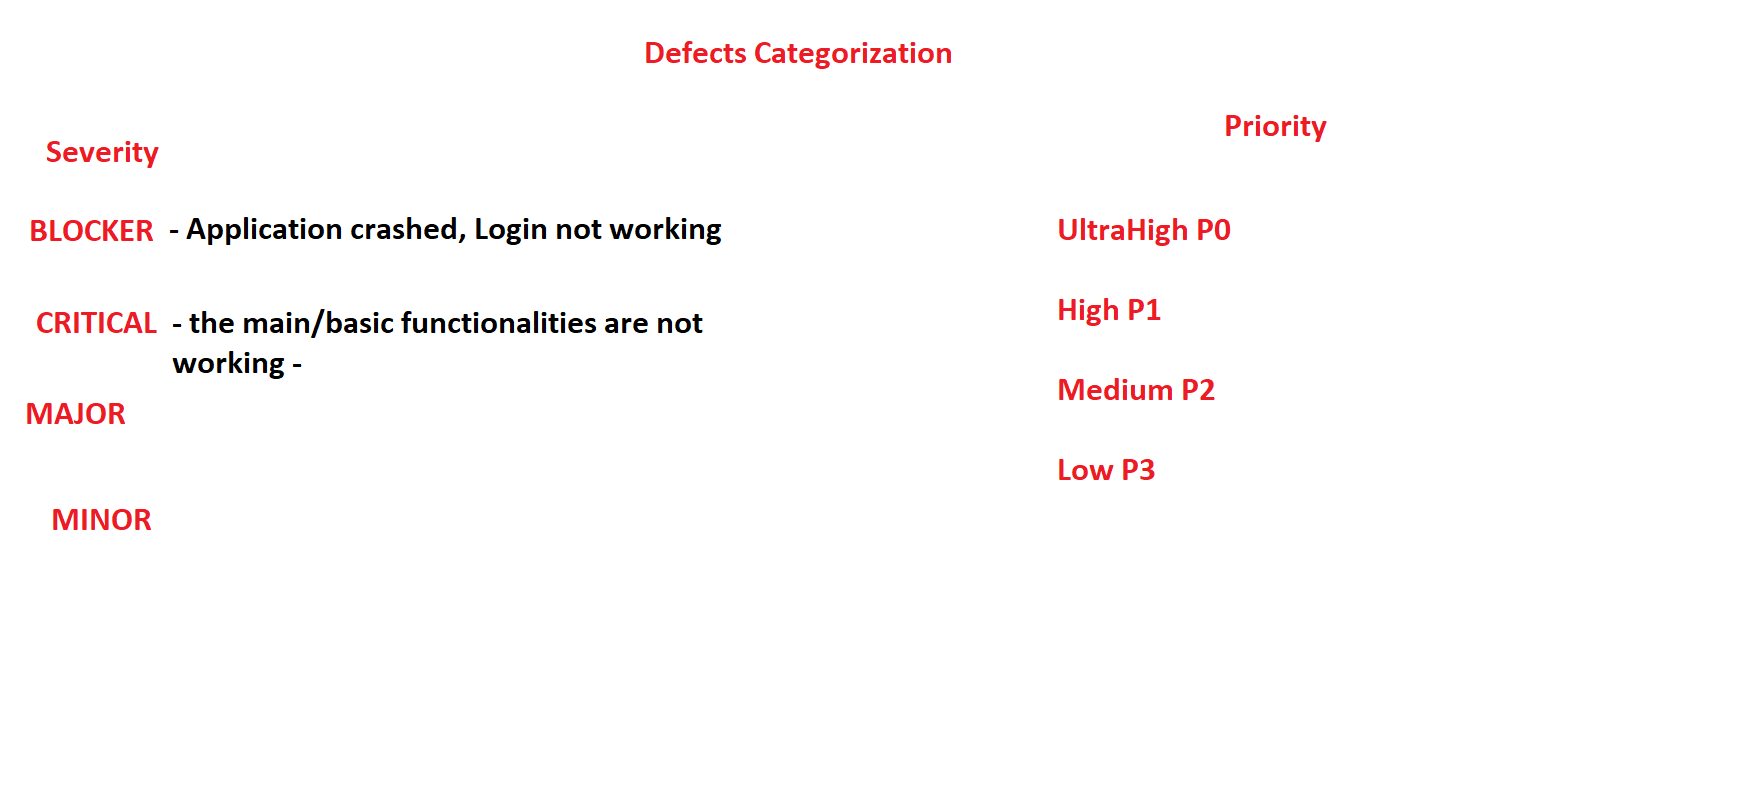 Defects Categorization
Severity
BLOCKER - Application crashed, Login not working
CRITICAL - the main/basic functionalities are not
working -
MAJOR
MINOR
Priority
UltraHigh P0
High P1
Medium P2
Low P3